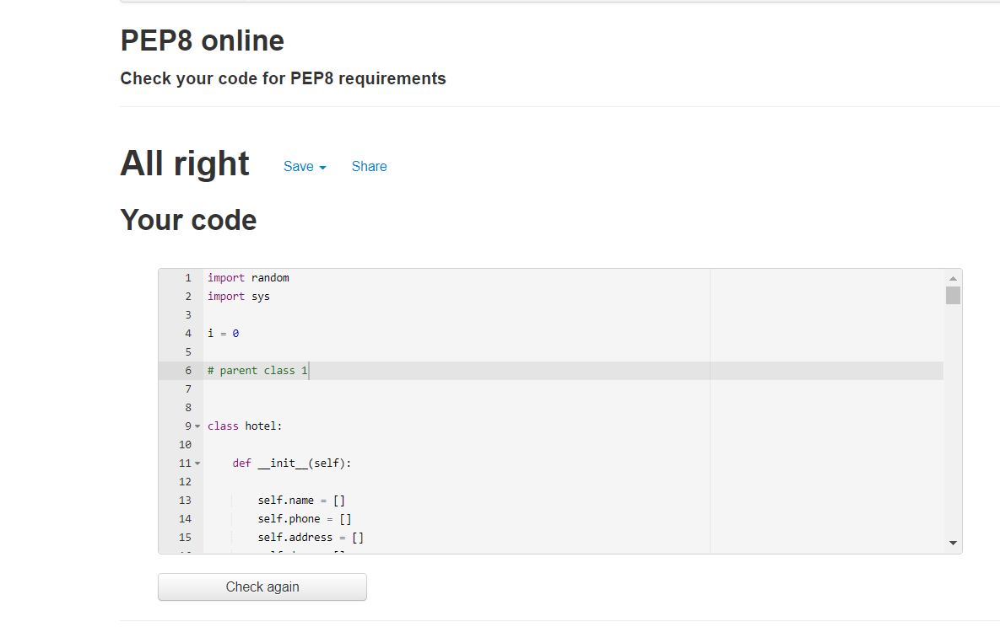 PEP8 online
Check your code for PEP8 requirements
All right Save Share
Your code
1 import random
2 import sys
3
4 i = 0
5
6 # parent class 1
7
8
9 class hotel:
10
11 def __init__(self):
12
13 self.name = []
14 self.phone = []
15 self.address = []
Check again